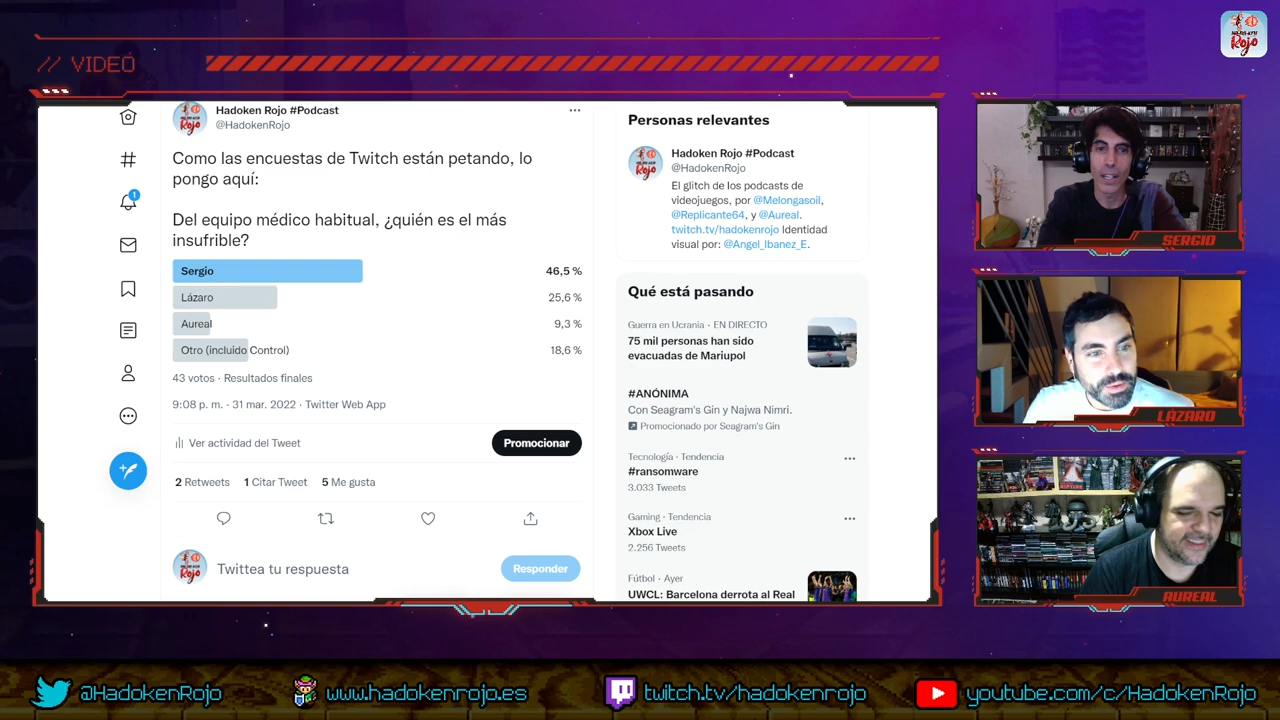 // VIDEÓ
HADOKEN
Rojo
Hadoken Rojo #Podcast
@HadokenRojo
Como las encuestas de Twitch están petando, lo
pongo aquí:
Del equipo médico habitual, ¿quién es el más
insufrible?
Sergio 46,5 %
Lázaro 25,6 %
Aureal 9,3 %
Otro (incluido Control) 18,6 %
43 votos · Resultados finales
9:08 p. m. · 31 mar. 2022 · Twitter Web App
Ver actividad del Tweet
Promocionar
2 Retweets 1 Citar Tweet 5 Me gusta
Twittea tu respuesta
Responder
1
Personas relevantes
Hadoken Rojo #Podcast
@HadokenRojo
El glitch de los podcasts de
videojuegos, por @Melongasoil,
@Replicante64, y @Aureal.
twitch.tv/hadokenrojo Identidad
visual por: @Angel_Ibanez_E.
Qué está pasando
Guerra en Ucrania · EN DIRECTO
75 mil personas han sido
evacuadas de Mariupol
#ANÓNIMA
Con Seagram's Gin y Najwa Nimri.
Promocionado por Seagram's Gin
Tecnología · Tendencia
#ransomware
3.033 Tweets
Gaming · Tendencia
Xbox Live
2.256 Tweets
Fútbol · Ayer
UWCL: Barcelona derrota al Real
SERGIO
LÁZARO
AUREAL
@HadokenRojo
www.hadokenrojo.es
twitch.tv/hadokenrojo
youtube.com/c/HadokenRojo